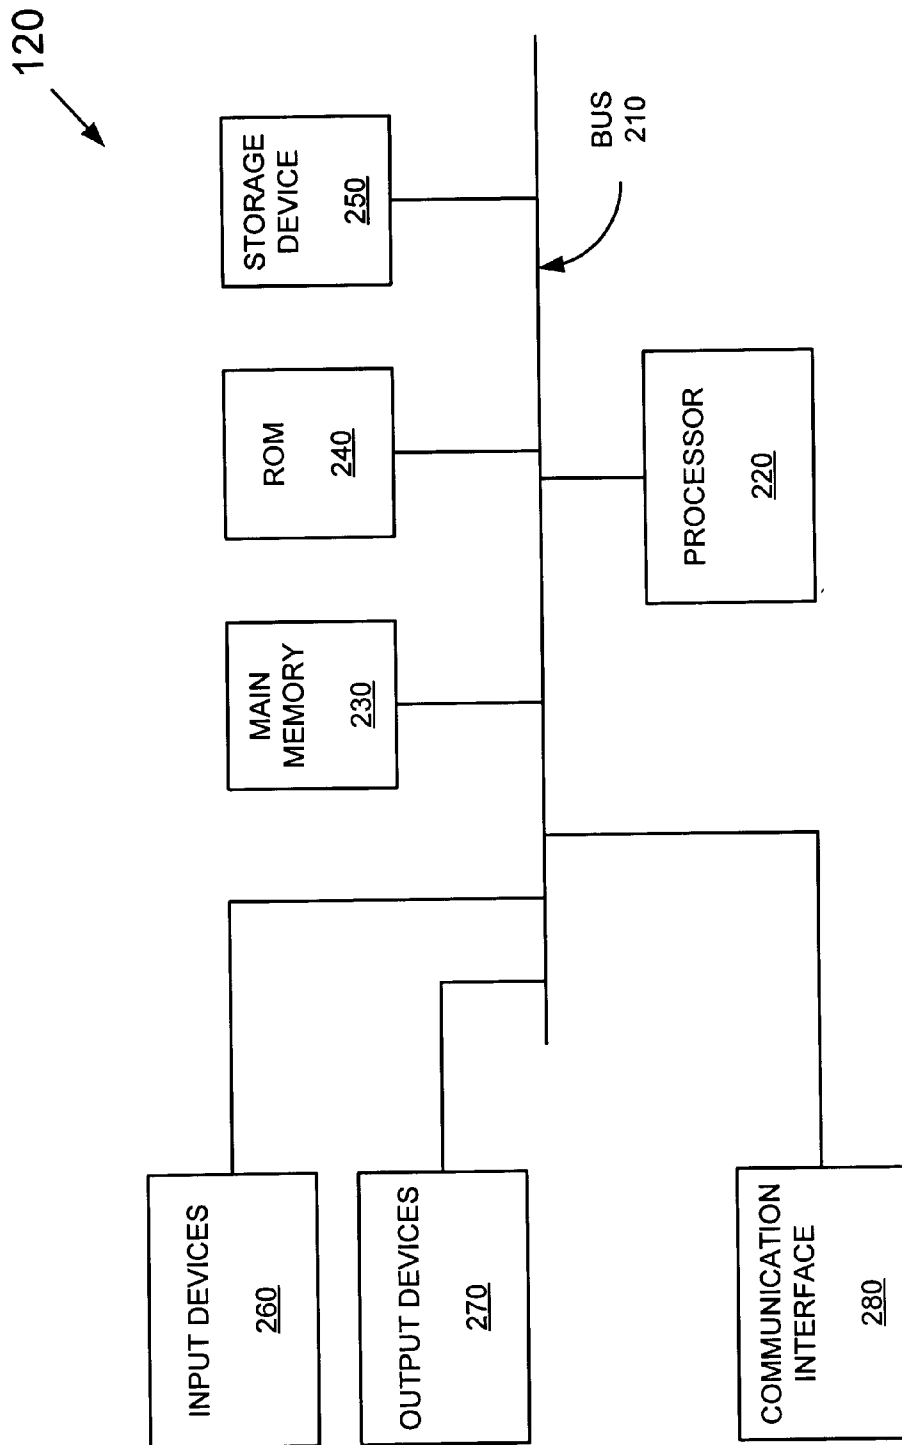 120
STORAGE
DEVICE
250
BUS
210
ROM
240
PROCESSOR
220
MAIN
MEMORY
230
INPUT DEVICES
260
OUTPUT DEVICES
270
COMMUNICATION
INTERFACE
280